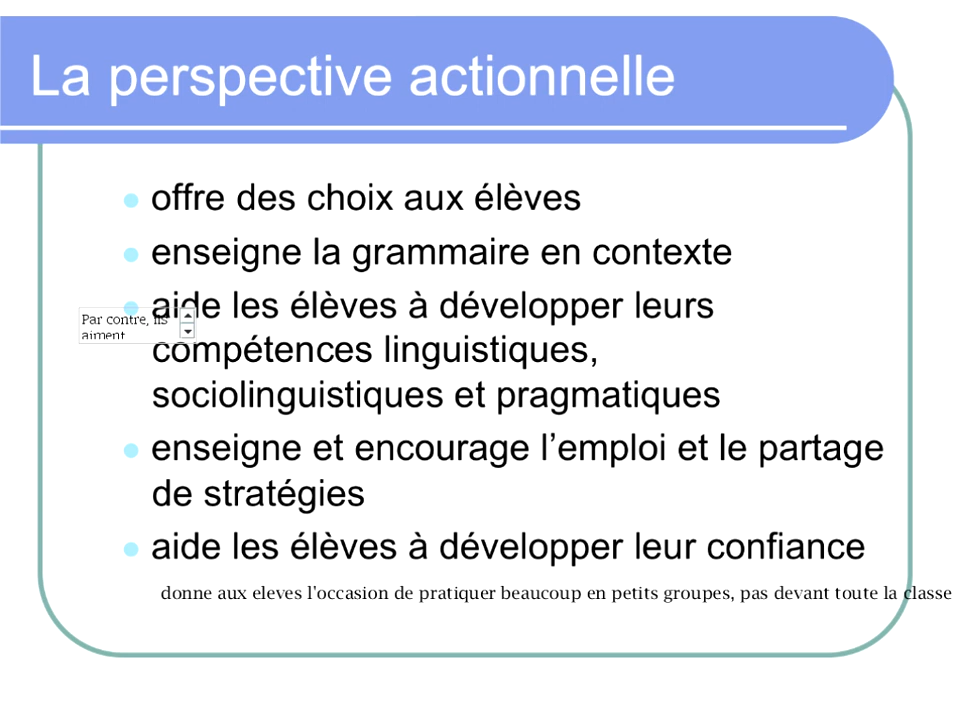 La perspective actionnelle
offre des choix aux élèves
enseigne la grammaire en contexte
aide les élèves à développer leurs
Par contre, ils
aiment
compétences linguistiques,
sociolinguistiques et pragmatiques
enseigne et encourage l’emploi et le partage
de stratégies
aide les élèves à développer leur confiance
donne aux eleves l'occasion de pratiquer beaucoup en petits groupes, pas devant toute la classe